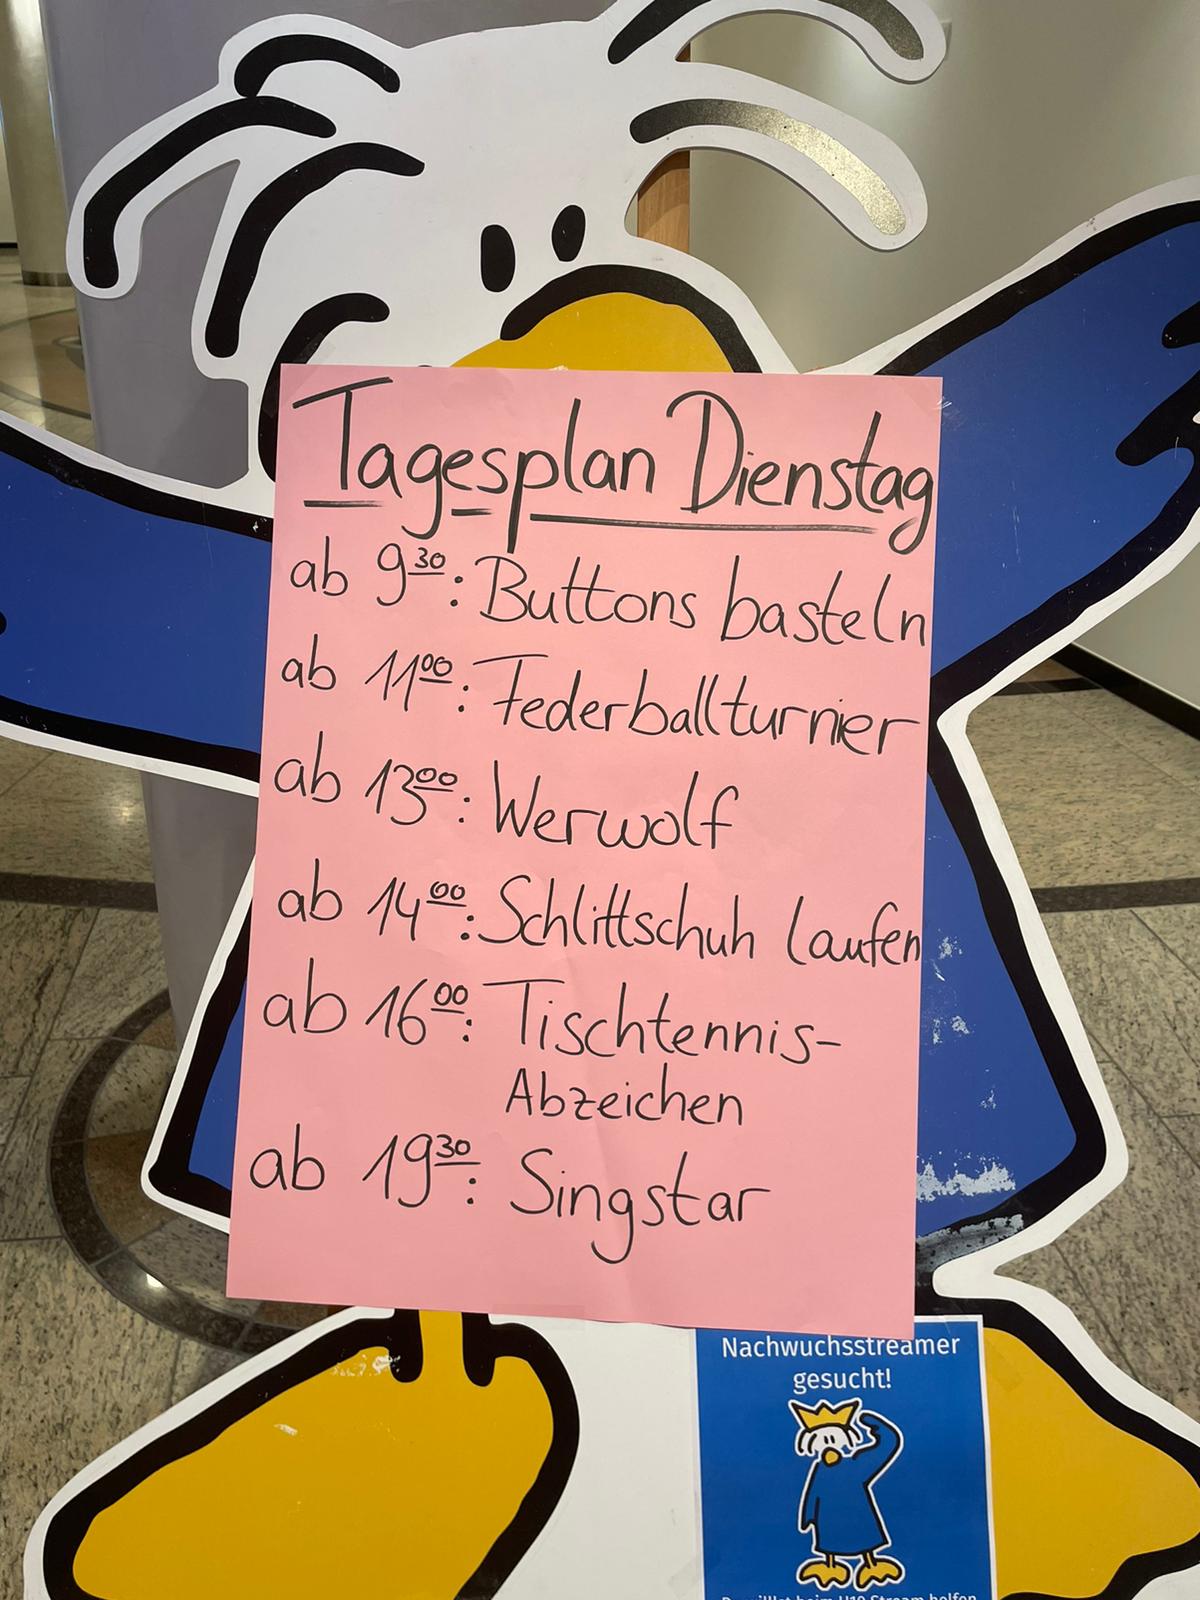 Tagesplan Dienstag
ab 9³⁰: Buttons basteln
ab 11⁰⁰: Federballturnier
ab 13⁰⁰: Werwolf
ab 14⁰⁰: Schlittschuh laufen
ab 16⁰⁰: Tischtennis-
Abzeichen
ab 19³⁰: Singstar
Nachwuchsstreamer
gesucht!